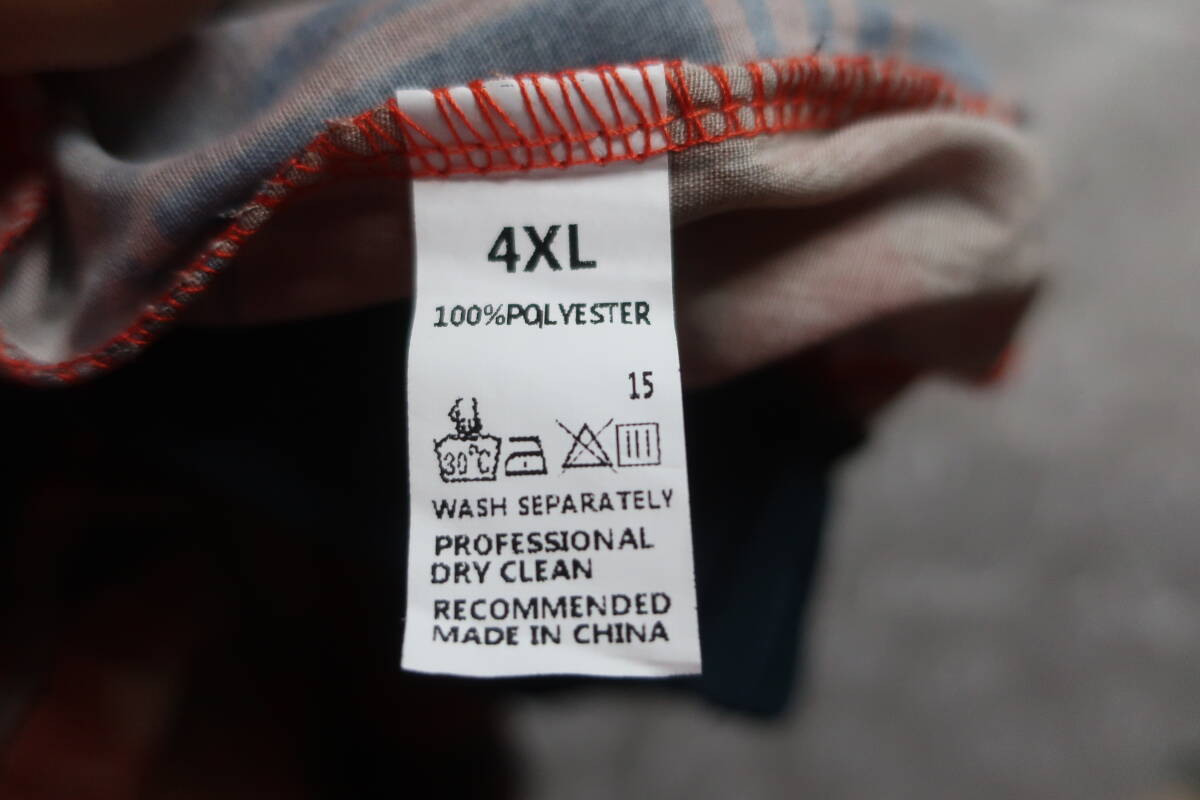 4XL
100%POLYESTER
15
30°C
WASH SEPARATELY
PROFESSIONAL
DRY CLEAN
RECOMMENDED
MADE IN CHINA